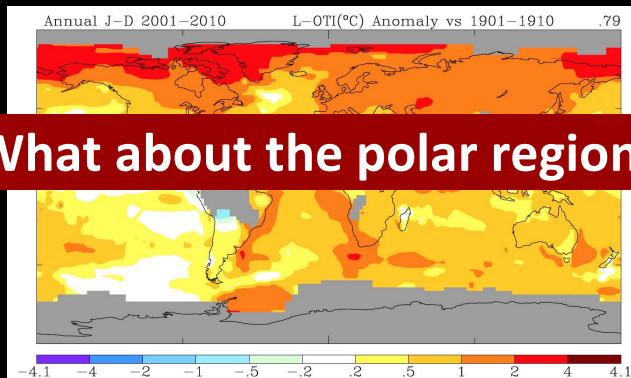 Annual J-D 2001-2010 L-OTI(°C) Anomaly vs 1901-1910 .79
What about the polar region
-4.1 -4 -2 -1 -.5 -.2 .2 .5 1 2 4 4.1